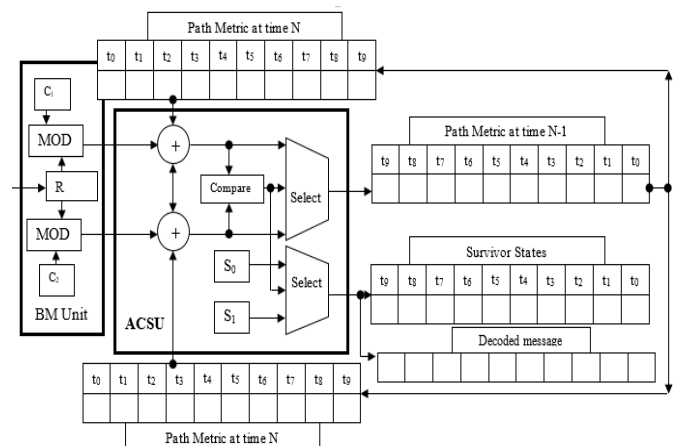 Path Metric at time N
t0 t1 t2 t3 t4 t5 t6 t7 t8 t9
C1
MOD
R
MOD
C2
BM Unit
+
+
Compare
Select
S0
S1
Select
ACSU
Path Metric at time N-1
t9 t8 t7 t6 t5 t4 t3 t2 t1 t0
Survivor States
t9 t8 t7 t6 t5 t4 t3 t2 t1 t0
Decoded message
t0 t1 t2 t3 t4 t5 t6 t7 t8 t9
Path Metric at time N